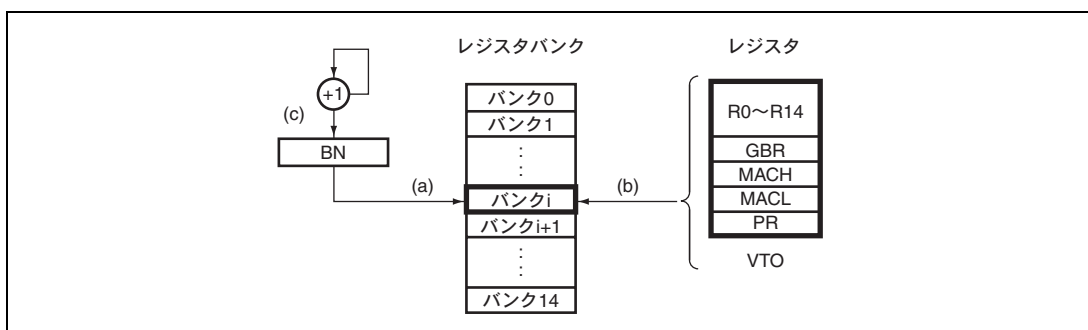 レジスタバンク
レジスタ
+1
(c)
BN
(a)
バンク0
バンク1
：
：
バンクi
バンクi+1
：
：
バンク14
(b)
R0～R14
GBR
MACH
MACL
PR
VTO